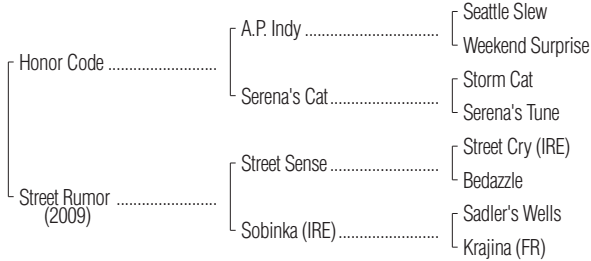 Seattle Slew
A.P. Indy ............................
Weekend Surprise
Honor Code ............................
Storm Cat
Serena's Cat............................
Serena's Tune
Street Cry (IRE)
Street Sense ............................
Bedazzle
Street Rumor ............................
(2009)
Sadler's Wells
Sobinka (IRE)............................
Krajina (FR)